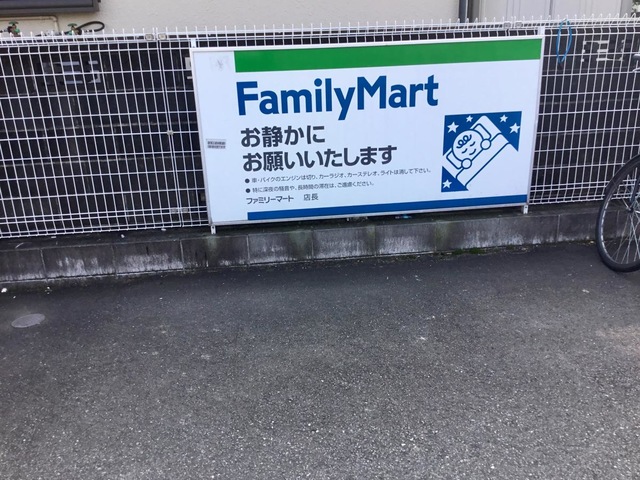 FamilyMart
お静かに
お願いいたします
● 車・バイクのエンジンは切り、カーラジオ、カーステレオ、ライトは消して下さい。
● 特に深夜の騒音や、長時間の滞在は、ご遠慮ください。
ファミリーマート 店長